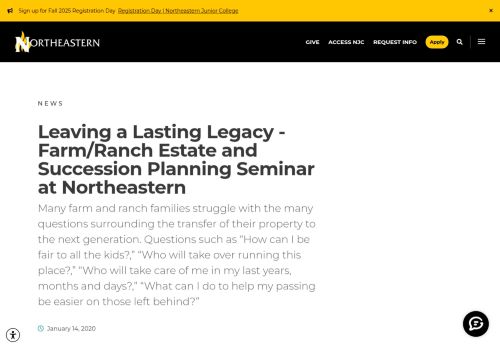 Sign up for Fall 2025 Registration Day Registration Day | Northeastern Junior College ×
NORTHEASTERN GIVE ACCESS NJC REQUEST INFO Apply
NEWS
Leaving a Lasting Legacy -
Farm/Ranch Estate and
Succession Planning Seminar
at Northeastern
Many farm and ranch families struggle with the many
questions surrounding the transfer of their property to
the next generation. Questions such as “How can I be
fair to all the kids?,” “Who will take over running this
place?,” “Who will take care of me in my last years,
months and days?,” “What can I do to help my passing
be easier on those left behind?”
January 14, 2020